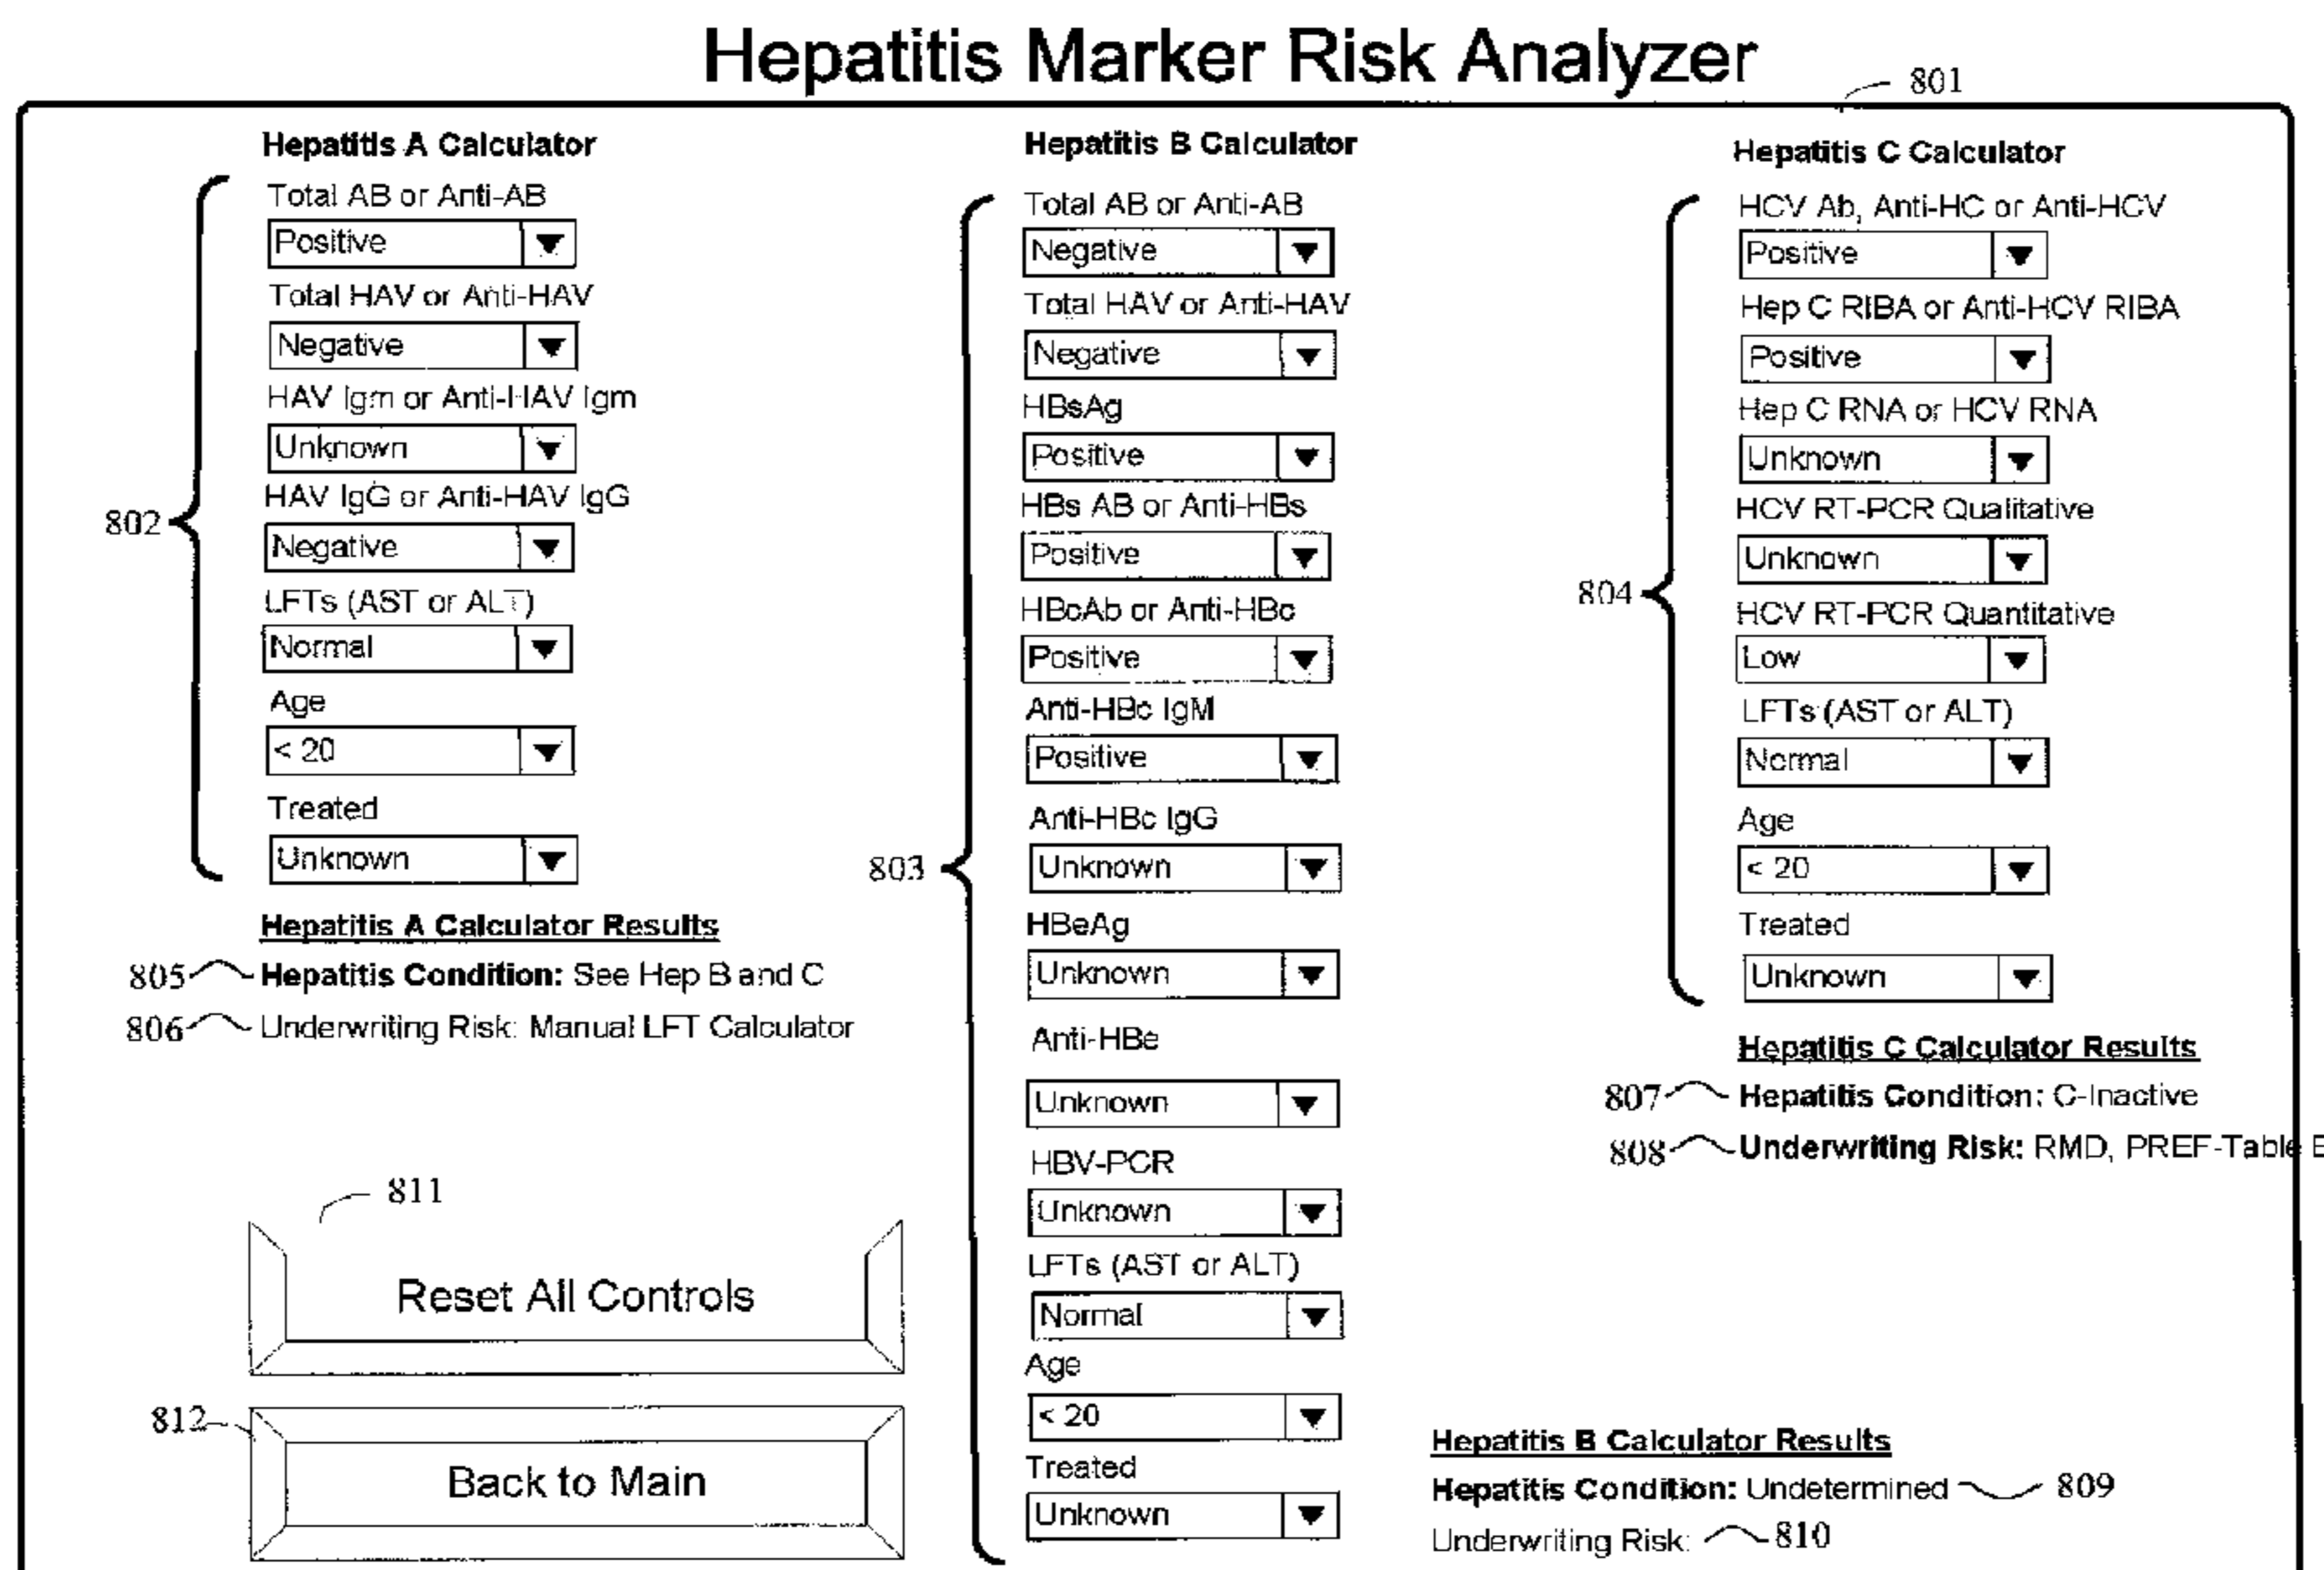 Hepatitis Marker Risk Analyzer
801
Hepatitis A Calculator
Total AB or Anti-AB
Positive
Total HAV or Anti-HAV
Negative
HAV Igm or Anti-HAV Igm
Unknown
HAV IgG or Anti-HAV IgG
802
Negative
LFTs (AST or ALT)
Normal
Age
< 20
Treated
Unknown
Hepatitis A Calculator Results
805 Hepatitis Condition: See Hep B and C
806 Underwriting Risk: Manual LFT Calculator
811
Reset All Controls
812
Back to Main
Hepatitis B Calculator
Total AB or Anti-AB
Negative
Total HAV or Anti-HAV
Negative
HBsAg
Positive
HBs AB or Anti-HBs
Positive
HBcAb or Anti-HBc
Positive
Anti-HBc IgM
Positive
Anti-HBc IgG
803
Unknown
HBeAg
Unknown
Anti-HBe
Unknown
HBV-PCR
Unknown
LFTs (AST or ALT)
Normal
Age
< 20
Treated
Unknown
Hepatitis C Calculator
HCV Ab, Anti-HC or Anti-HCV
Positive
Hep C RIBA or Anti-HCV RIBA
Positive
Hep C RNA or HCV RNA
Unknown
HCV RT-PCR Qualitative
Unknown
804
HCV RT-PCR Quantitative
Low
LFTs (AST or ALT)
Normal
Age
< 20
Treated
Unknown
Hepatitis C Calculator Results
807 Hepatitis Condition: C-Inactive
808 Underwriting Risk: RMD, PREF-Table
Hepatitis B Calculator Results
Hepatitis Condition: Undetermined 809
Underwriting Risk: 810